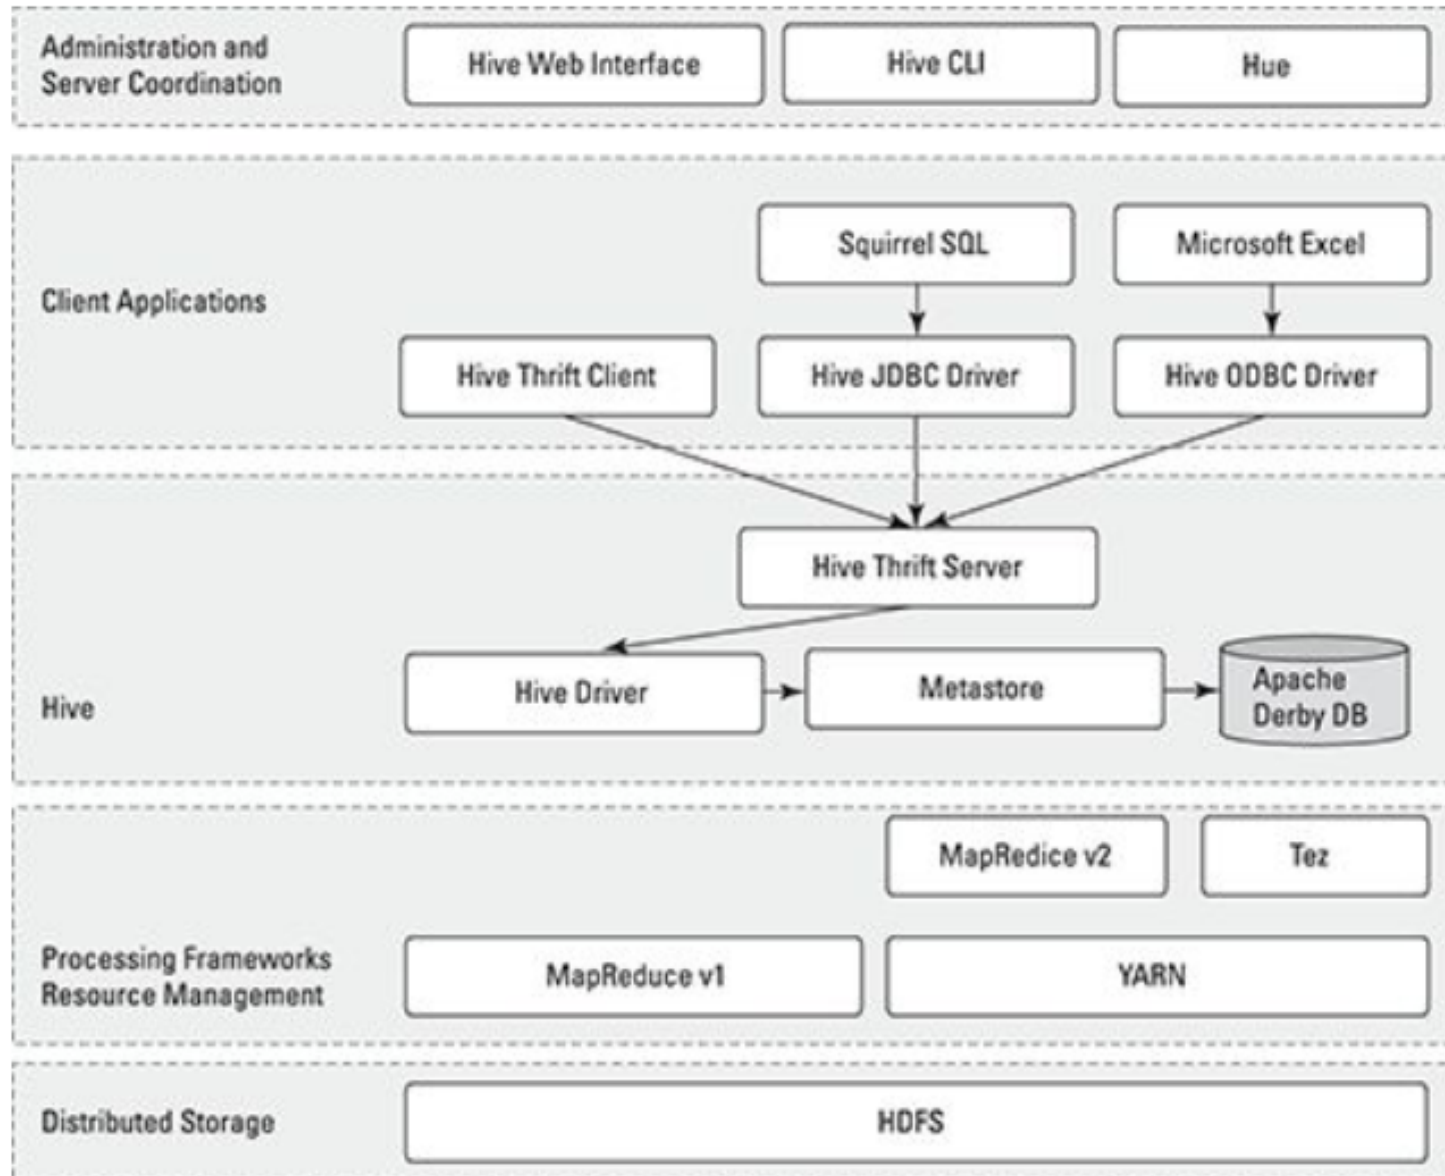 Administration and
Server Coordination
Hive Web Interface
Hive CLI
Hue
Client Applications
Squirrel SQL
Microsoft Excel
Hive Thrift Client
Hive JDBC Driver
Hive ODBC Driver
Hive
Hive Thrift Server
Hive Driver
Metastore
Apache
Derby DB
Processing Frameworks
Resource Management
MapRedice v2
Tez
MapReduce v1
YARN
Distributed Storage
HDFS